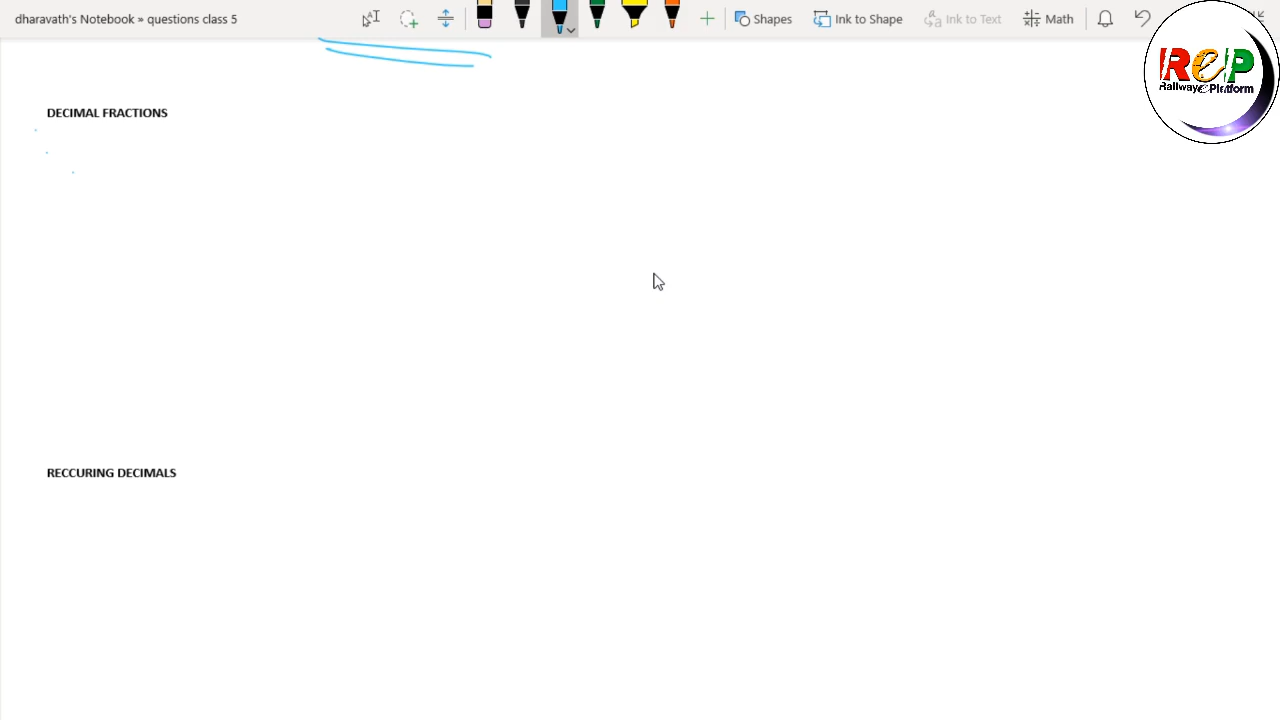 dharavath's Notebook » questions class 5
Shapes
Ink to Shape
Ink to Text
Math
ReP
Railways e Platform
DECIMAL FRACTIONS
RECCURING DECIMALS